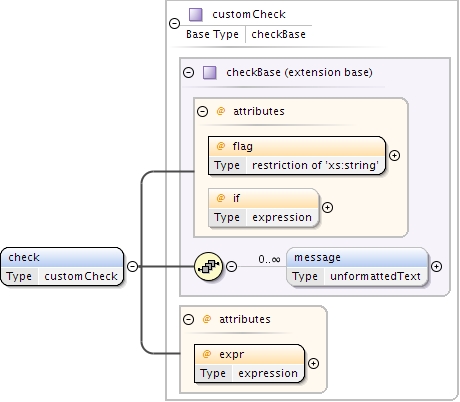 customCheck
Base Type checkBase
checkBase (extension base)
@ attributes
@ flag
Type restriction of 'xs:string'
@ if
Type expression
check
Type customCheck
0..∞
message
Type unformattedText
@ attributes
@ expr
Type expression